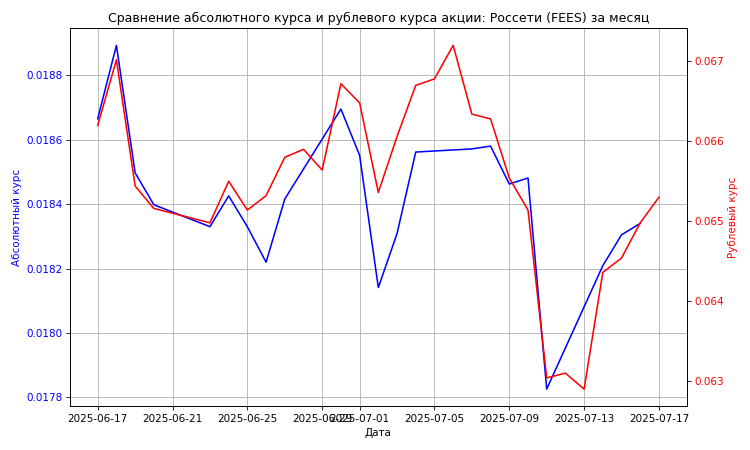 Сравнение абсолютного курса и рублевого курса акции: Россети (FEES) за месяц
Абсолютный курс
0.0188
0.0186
0.0184
0.0182
0.0180
0.0178
0.067
0.066
0.065
0.064
0.063
Рублевый курс
2025-06-17 2025-06-21 2025-06-25 2025-06-29 2025-07-01 2025-07-05 2025-07-09 2025-07-13 2025-07-17
Дата